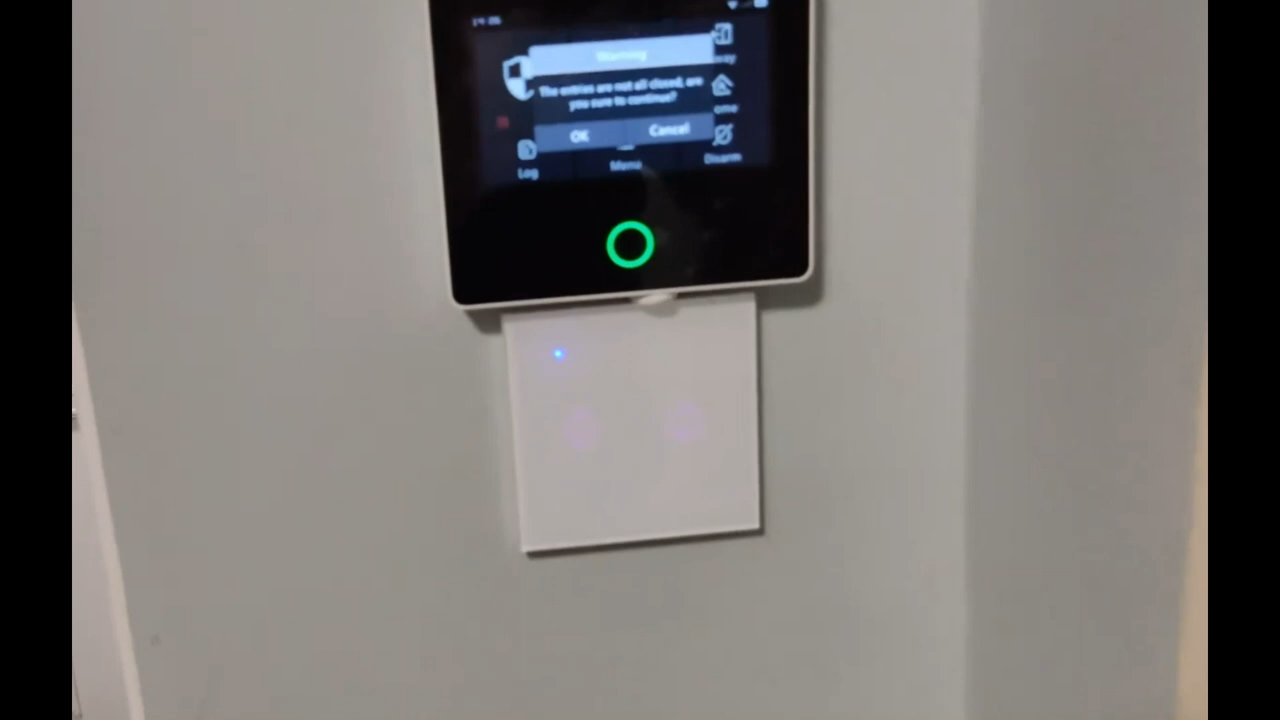 Warning
The entries are not all closed, are
you sure to continue?
OK
Cancel
Log
Menu
Disarm